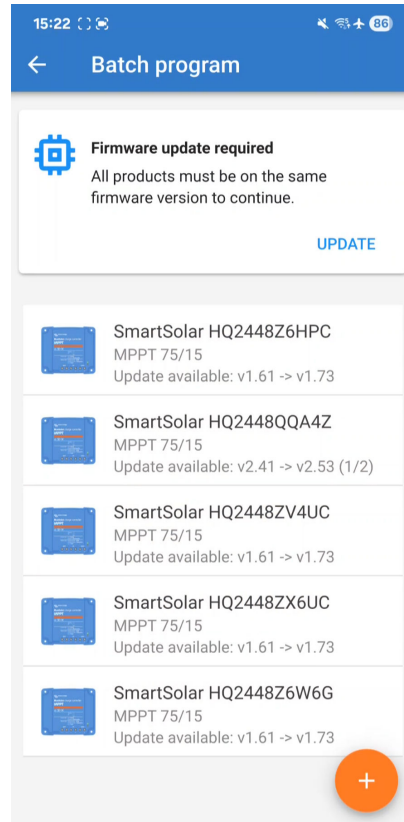 15:22
86
Batch program
Firmware update required
All products must be on the same
firmware version to continue.
UPDATE
SmartSolar HQ2448Z6HPC
MPPT 75/15
Update available: v1.61 -> v1.73
SmartSolar HQ2448QQA4Z
MPPT 75/15
Update available: v2.41 -> v2.53 (1/2)
SmartSolar HQ2448ZV4UC
MPPT 75/15
Update available: v1.61 -> v1.73
SmartSolar HQ2448ZX6UC
MPPT 75/15
Update available: v1.61 -> v1.73
SmartSolar HQ2448Z6W6G
MPPT 75/15
Update available: v1.61 -> v1.73
+